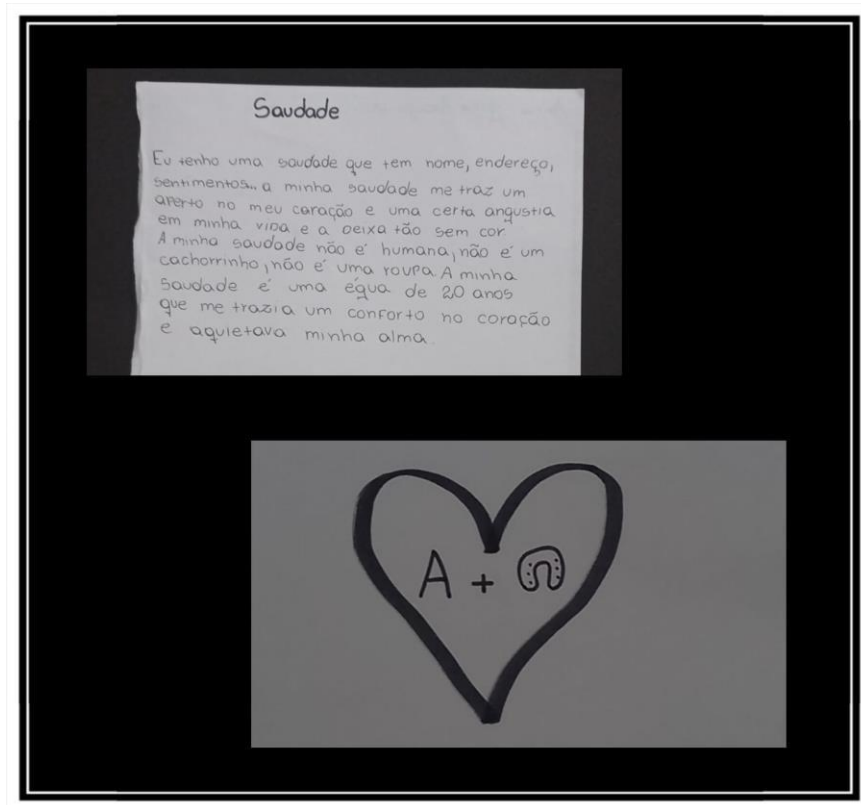 Saudade
Eu tenho uma saudade que tem nome, endereço,
sentimentos... a minha saudade me traz um
aperto no meu caração e uma certa angustia
em minha vida e a deixa tão sem cor
A minha saudade não é humana, não é um
cachorrinho, não é uma roupa. A minha
saudade é uma égua de 20 anos
que me trazia um conforto no coração
e aquietava minha alma.
A +